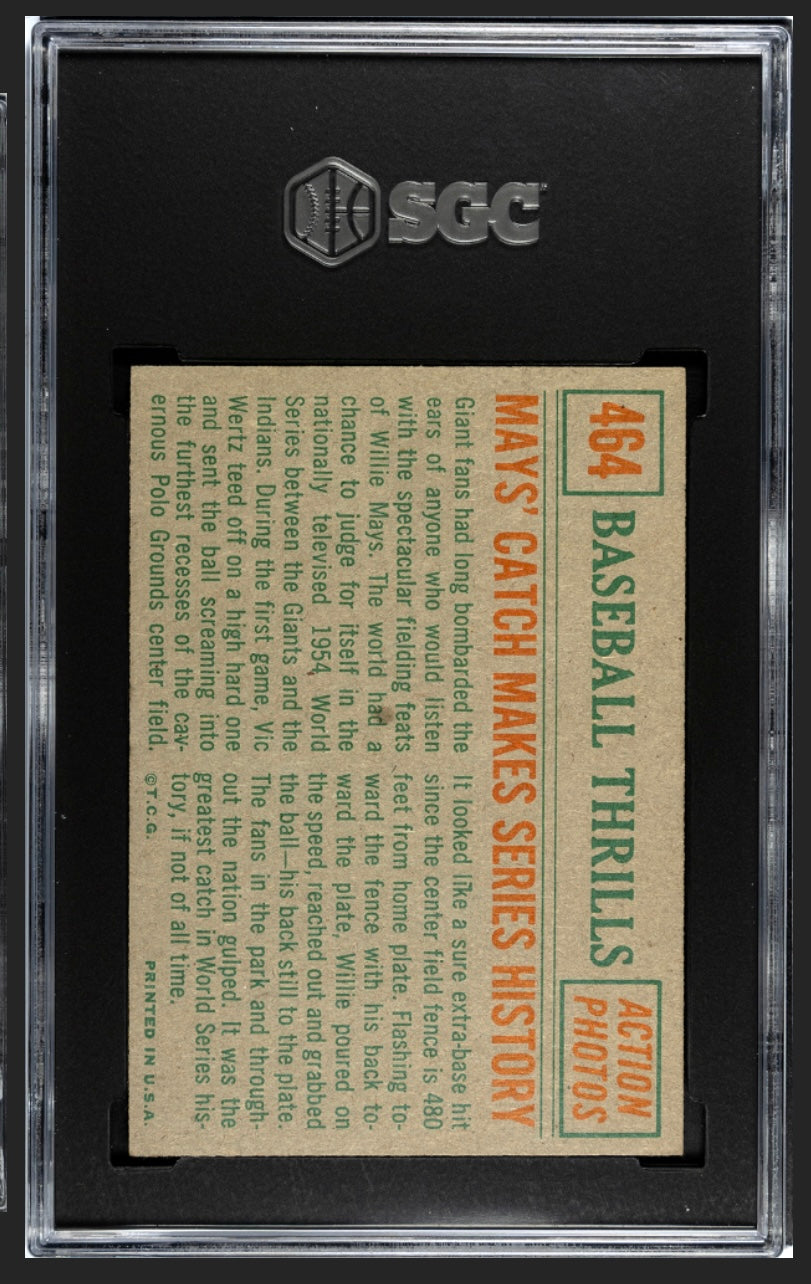 SGC
464
BASEBALL THRILLS
ACTION
PHOTOS
MAYS' CATCH MAKES SERIES HISTORY
Giant fans had long bombarded the
ears of anyone who would listen
with the spectacular fielding feats
of Willie Mays. The world had a
chance to judge for itself in the
nationally televised 1954 World
Series between the Giants and the
Indians. During the first game, Vic
Wertz teed off on a high hard one
and sent the ball screaming into
the furthest recesses of the cav-
ernous Polo Grounds center field.
It looked like a sure extra-base hit
since the center field fence is 480
feet from home plate. Flashing to-
ward the fence with his back to-
ward the plate, Willie poured on
the speed, reached out and grabbed
the ball—his back still to the plate.
The fans in the park and through-
out the nation gulped. It was the
greatest catch in World Series his-
tory, if not of all time.
©T.C.G.
PRINTED IN U.S.A.